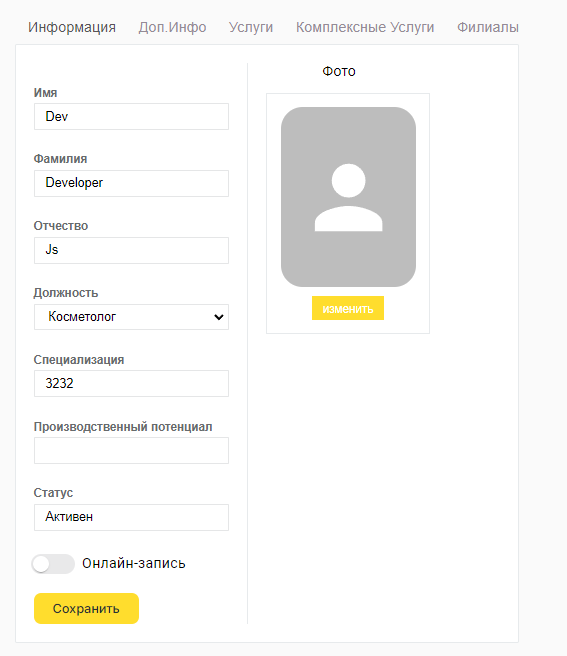 Информация Доп.Инфо Услуги Комплексные Услуги Филиалы
Фото
Имя
Dev
Фамилия
Developer
Отчество
Js
Должность
Косметолог
Специализация
3232
Производственный потенциал
Статус
Активен
Онлайн-запись
Сохранить
изменить